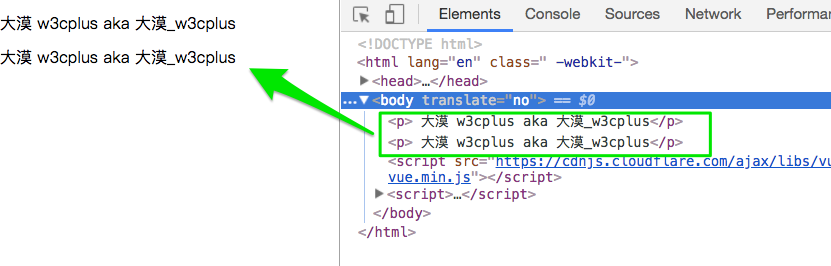 大漠 w3cplus aka 大漠_w3cplus
大漠 w3cplus aka 大漠_w3cplus
Elements Console Sources Network Performar
<!DOCTYPE html>
<html lang="en" class=" -webkit-">
▶<head>…</head>
…▼<body translate="no"> == $0
<p> 大漠 w3cplus aka 大漠_w3cplus</p>
<p> 大漠 w3cplus aka 大漠_w3cplus</p>
<script src="https://cdnjs.cloudflare.com/ajax/libs/vu
vue.min.js"></script>
▶<script>…</script>
</body>
</html>